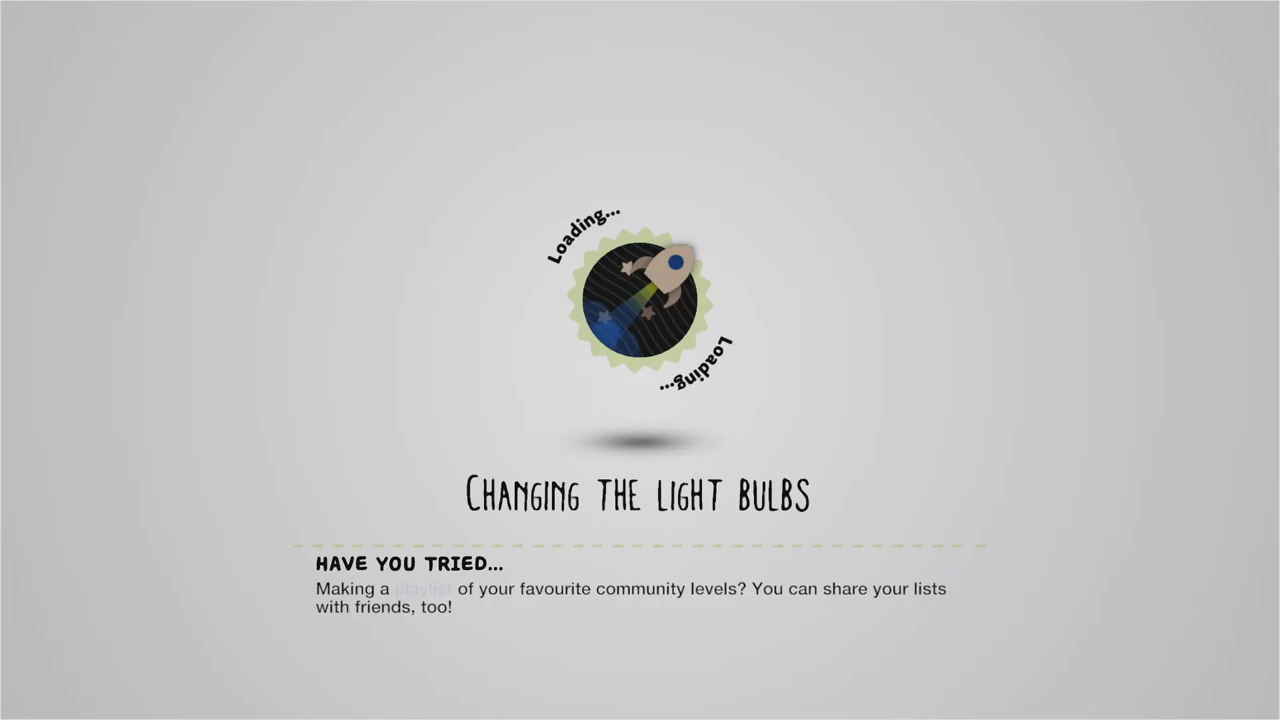 Loading...
Loading...
CHANGING THE LIGHT BULBS
HAVE YOU TRIED...
Making a playlist of your favourite community levels? You can share your lists
with friends, too!